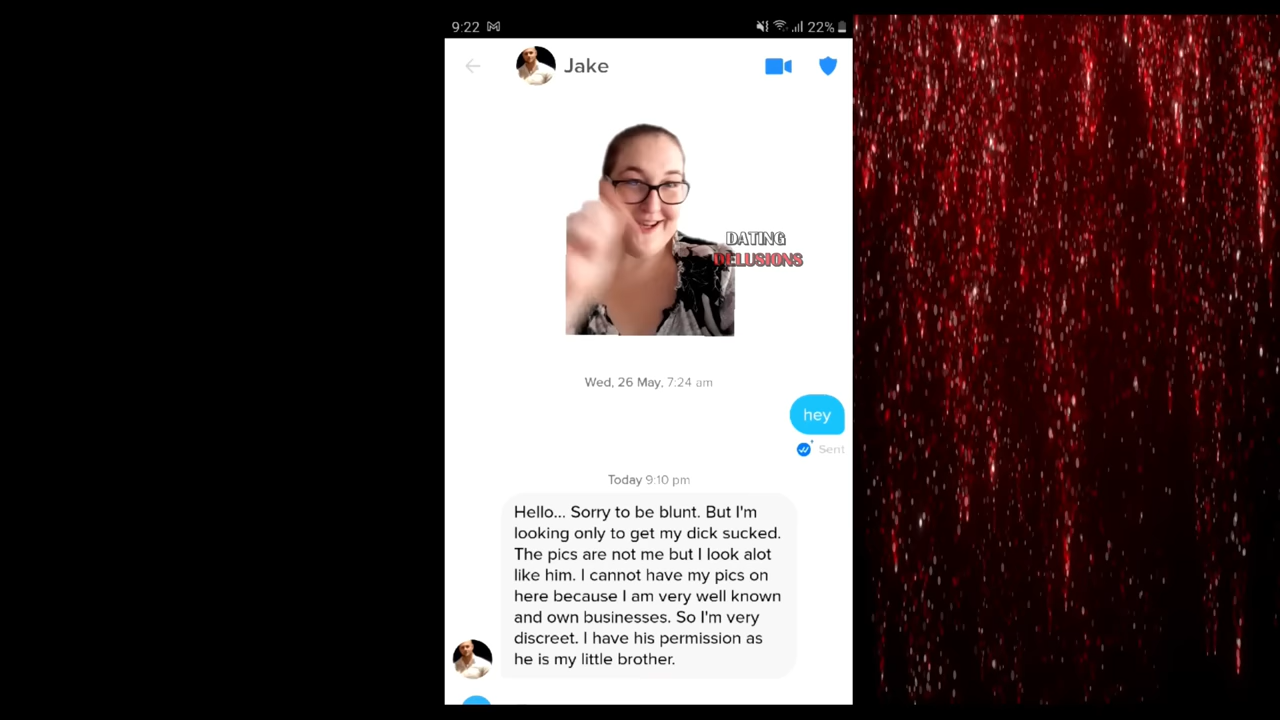 9:22
22%
Jake
DATING
DELUSIONS
Wed, 26 May, 7:24 am
hey
Sent
Today 9:10 pm
Hello... Sorry to be blunt. But I'm
looking only to get my dick sucked.
The pics are not me but I look alot
like him. I cannot have my pics on
here because I am very well known
and own businesses. So I'm very
discreet. I have his permission as
he is my little brother.